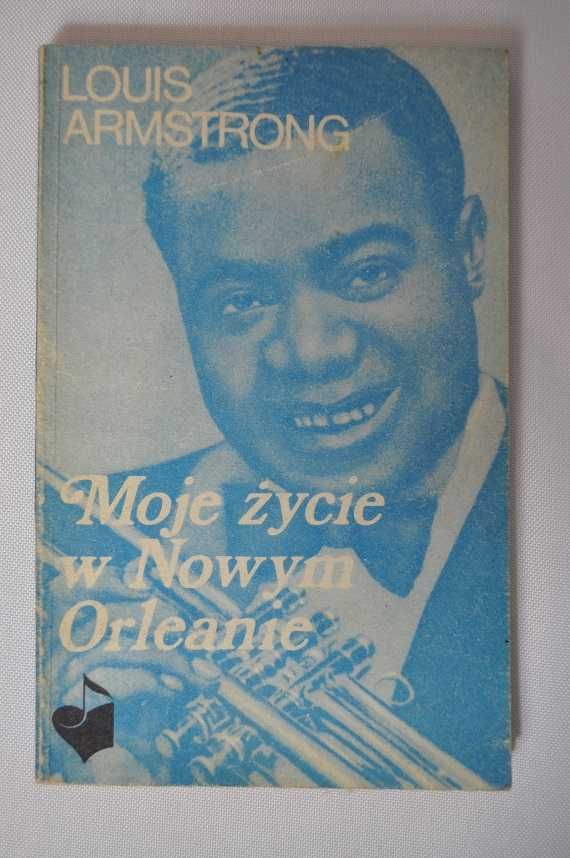 LOUIS
ARMSTRONG
Moje życie
w Nowym
Orleanie